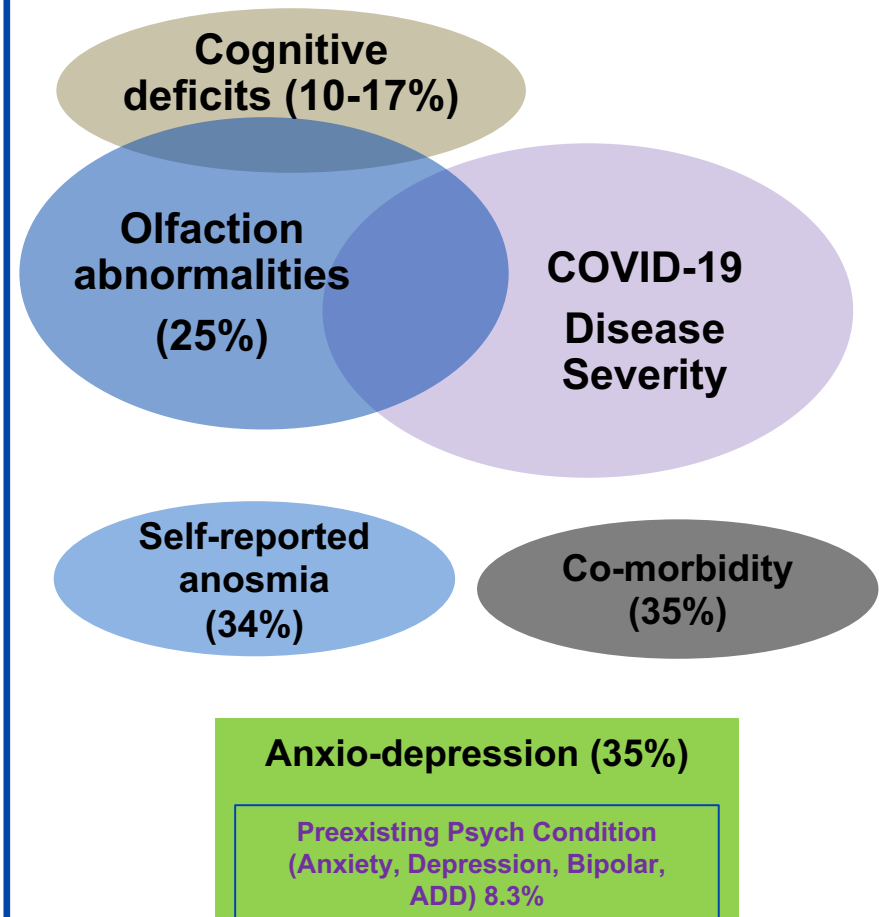 Cognitive
deficits (10-17%)
Olfaction
abnormalities
(25%)
COVID-19
Disease
Severity
Self-reported
anosmia
(34%)
Co-morbidity
(35%)
Anxio-depression (35%)
Preexisting Psych Condition
(Anxiety, Depression, Bipolar,
ADD) 8.3%